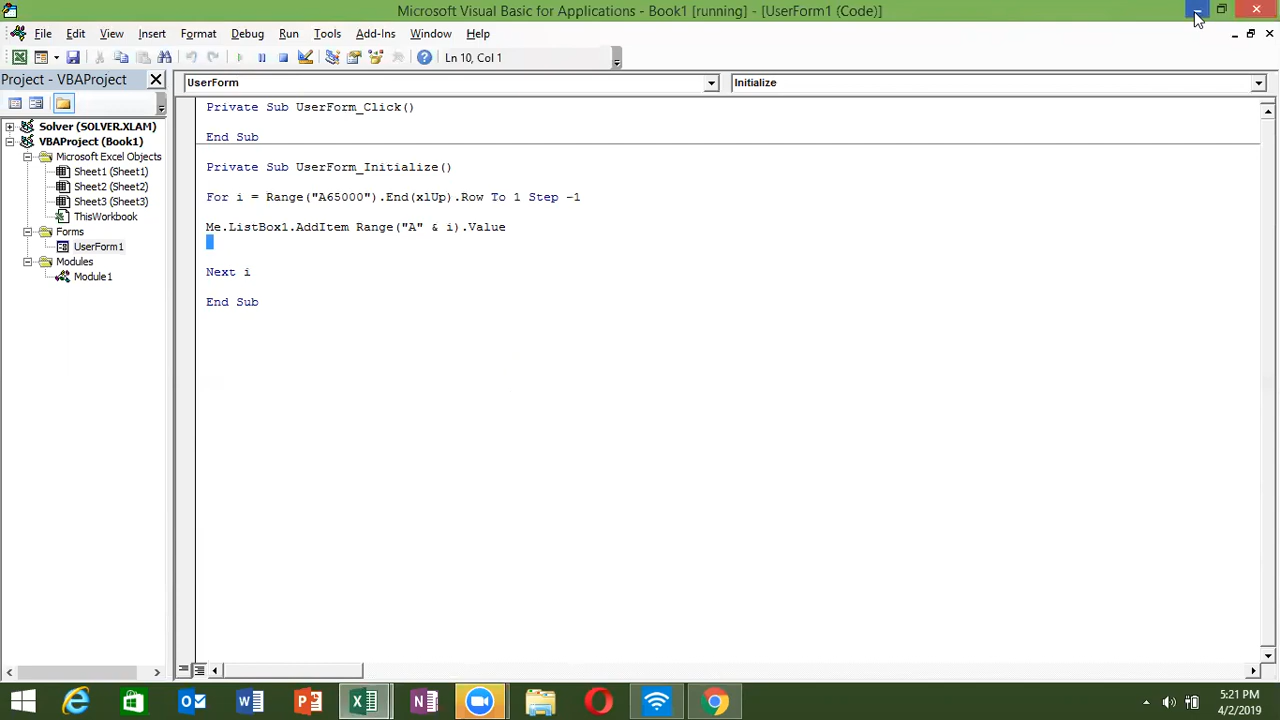 Microsoft Visual Basic for Applications - Book1 [running] - [UserForm1 (Code)]
File Edit View Insert Format Debug Run Tools Add-Ins Window Help
Ln 10, Col 1
Project - VBAProject
UserForm
Initialize
Solver (SOLVER.XLAM)
VBAProject (Book1)
Microsoft Excel Objects
Sheet1 (Sheet1)
Sheet2 (Sheet2)
Sheet3 (Sheet3)
ThisWorkbook
Forms
UserForm1
Modules
Module1
Private Sub UserForm_Click()
End Sub
Private Sub UserForm_Initialize()
For i = Range("A65000").End(xlUp).Row To 1 Step -1
Me.ListBox1.AddItem Range("A" & i).Value
Next i
End Sub
5:21 PM
4/2/2019